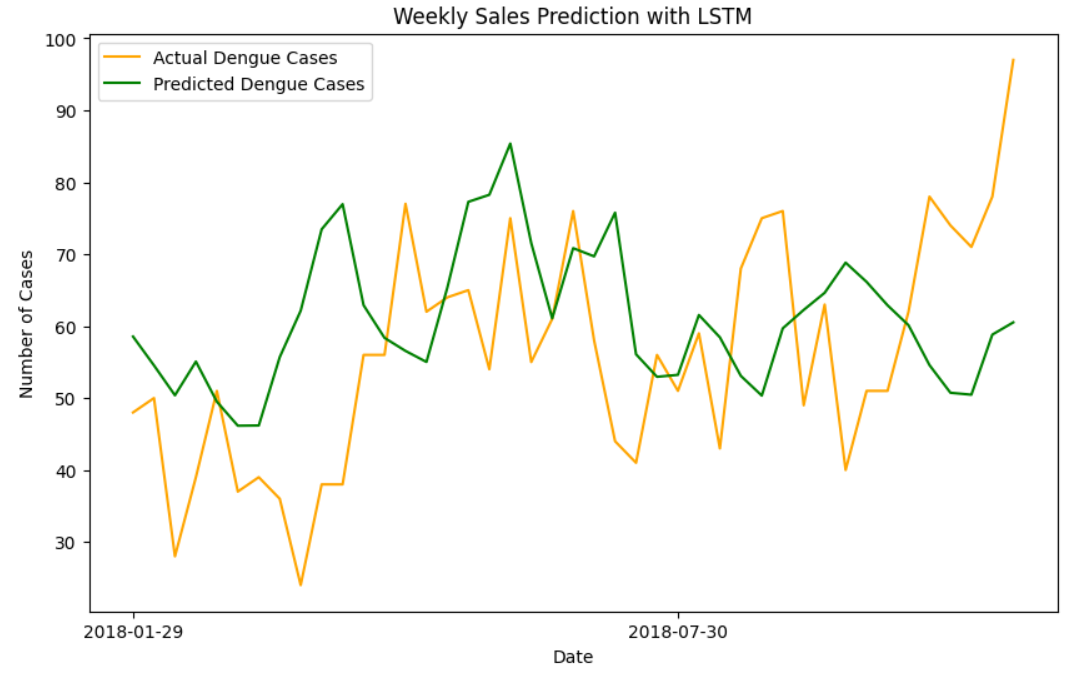 Weekly Sales Prediction with LSTM
Actual Dengue Cases
Predicted Dengue Cases
100
90
80
70
60
50
40
30
Number of Cases
2018-01-29 2018-07-30
Date